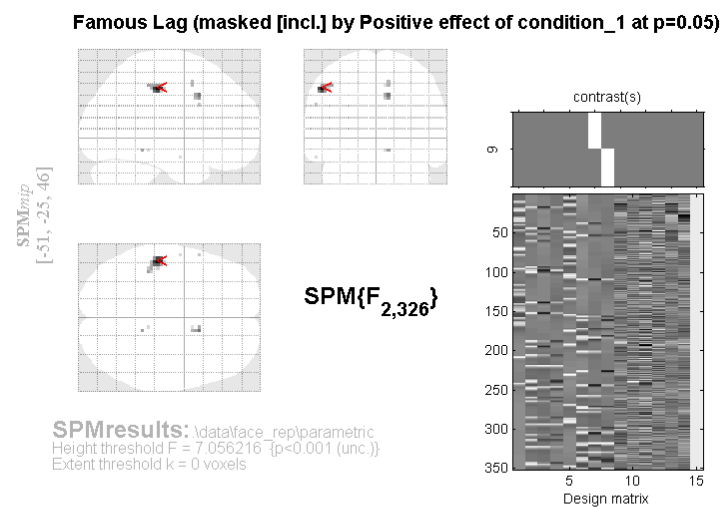 Famous Lag (masked [incl.] by Positive effect of condition_1 at p=0.05)
SPMmip
[-51, -25, 46]
<
<
<
SPM{F2,326}
contrast(s)
9
50
100
150
200
250
300
350
5
10
15
Design matrix
SPMresults: .\data\face_rep\parametric
Height threshold F = 7.056216 {p<0.001 (unc.)}
Extent threshold k = 0 voxels